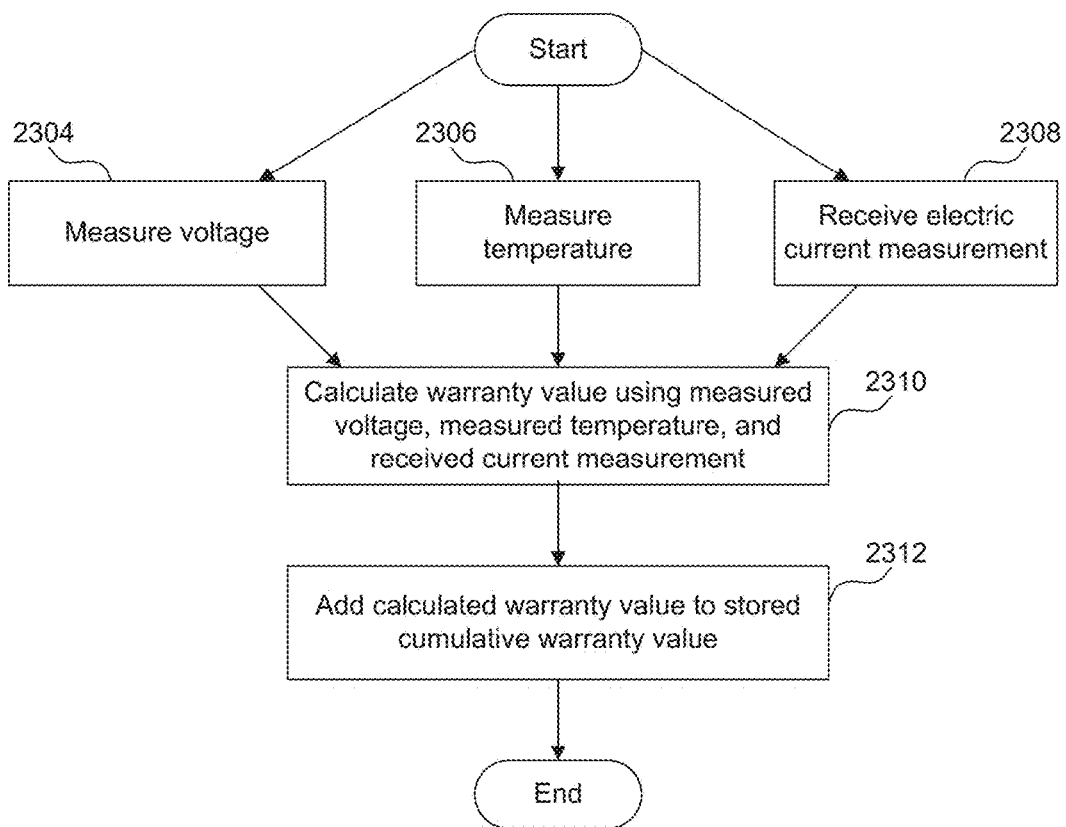 Start
2304
2306
2308
Measure voltage
Measure
temperature
Receive electric
current measurement
2310
Calculate warranty value using measured
voltage, measured temperature, and
received current measurement
2312
Add calculated warranty value to stored
cumulative warranty value
End